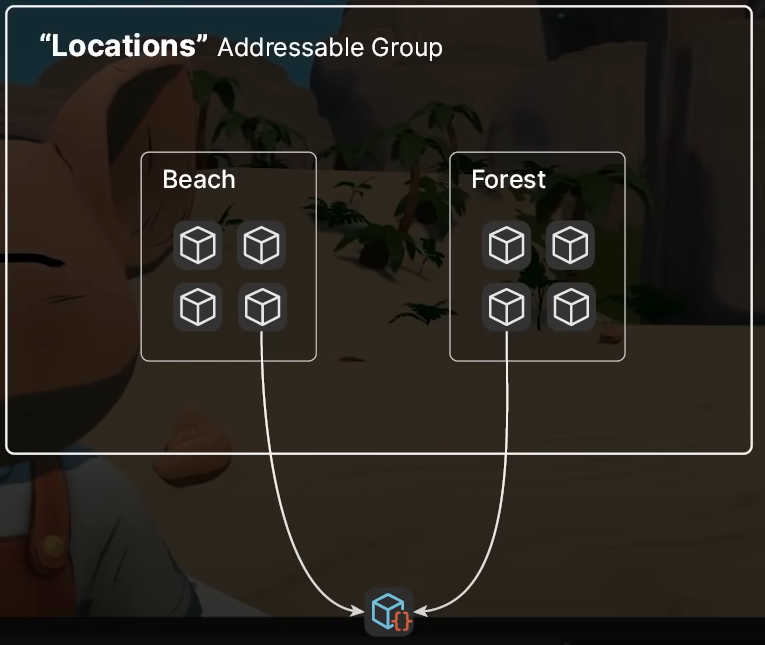 “Locations” Addressable Group
Beach
Forest
{}